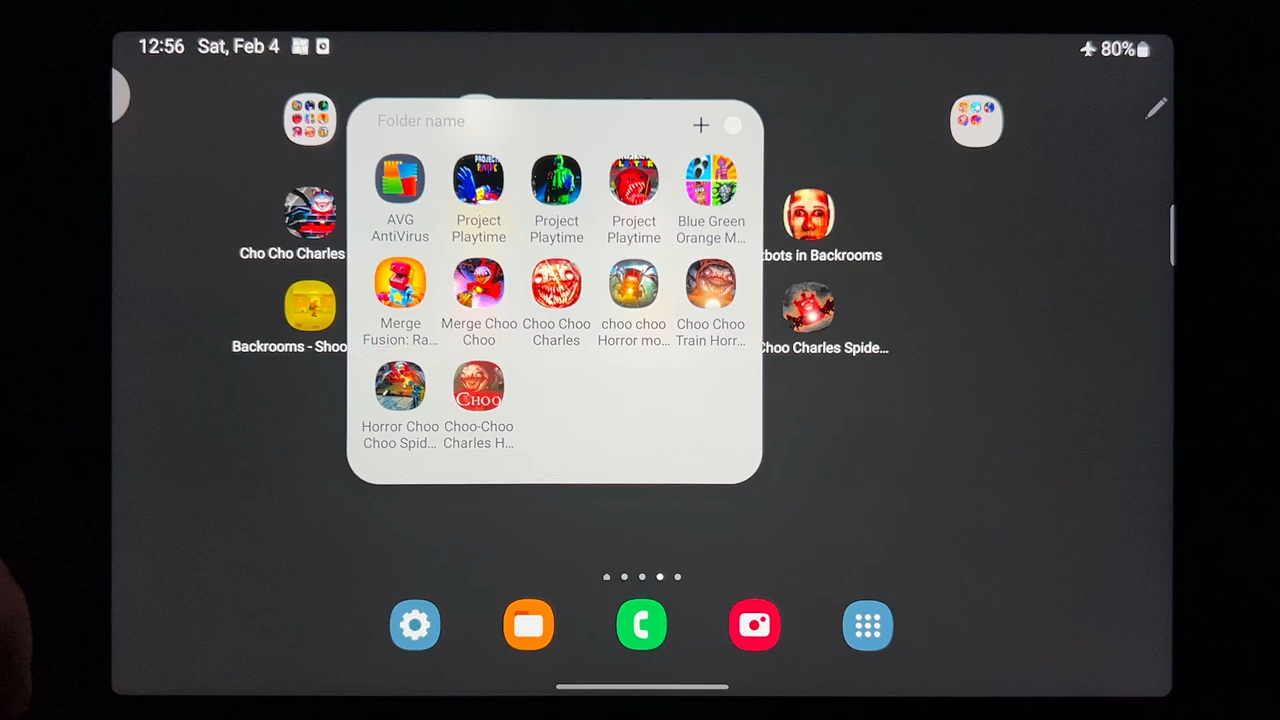 12:56 Sat, Feb 4
80%
Folder name
AVG
AntiVirus
Project
Playtime
Project
Playtime
Project
Playtime
Blue Green
Orange M...
Merge
Fusion: Ra...
Merge Choo
Choo
Choo Choo
Charles
choo choo
Horror mo...
Choo Choo
Train Horr...
Horror Choo
Choo Spid...
Choo-Choo
Charles H...
CHOO
Cho Cho Charles
Backrooms - Shoo
tbots in Backrooms
Choo Charles Spide...